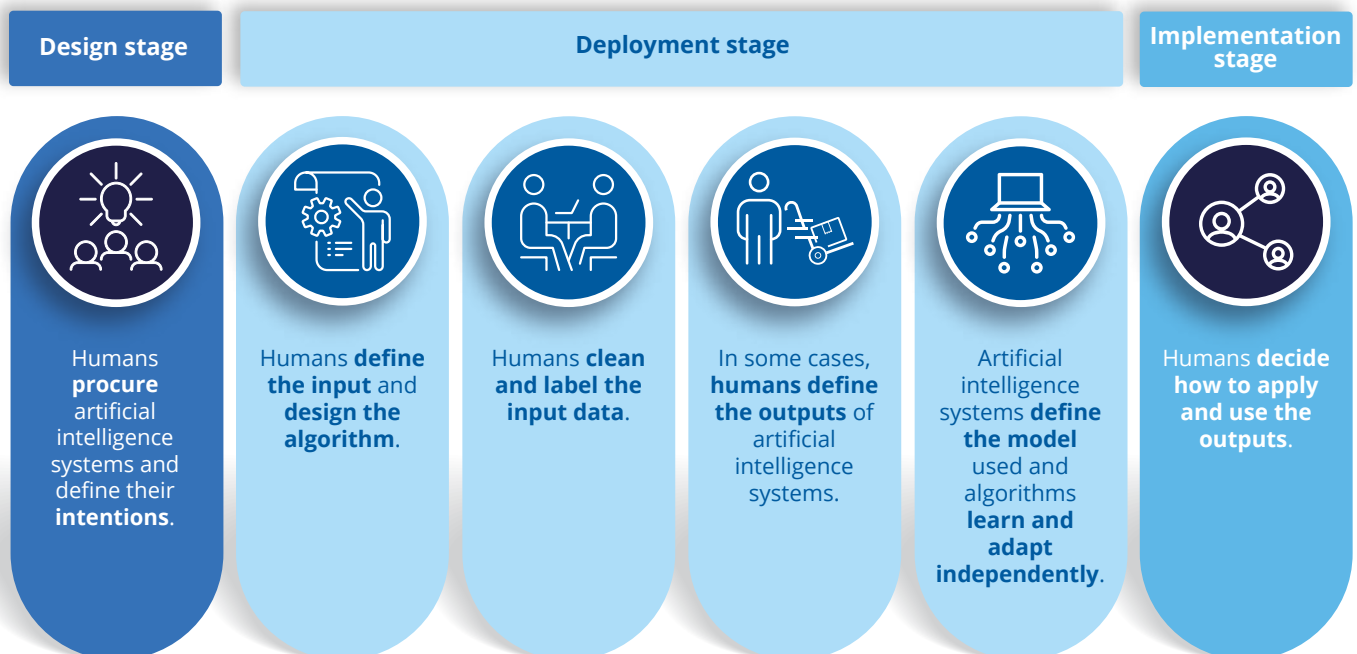 Design stage
Deployment stage
Implementation
stage
Humans
procure
artificial
intelligence
systems and
define their
intentions.
Humans define
the input and
design the
algorithm.
Humans clean
and label the
input data.
In some cases,
humans define
the outputs of
artificial
intelligence
systems.
Artificial
intelligence
systems define
the model
used and
algorithms
learn and
adapt
independently.
Humans decide
how to apply
and use the
outputs.